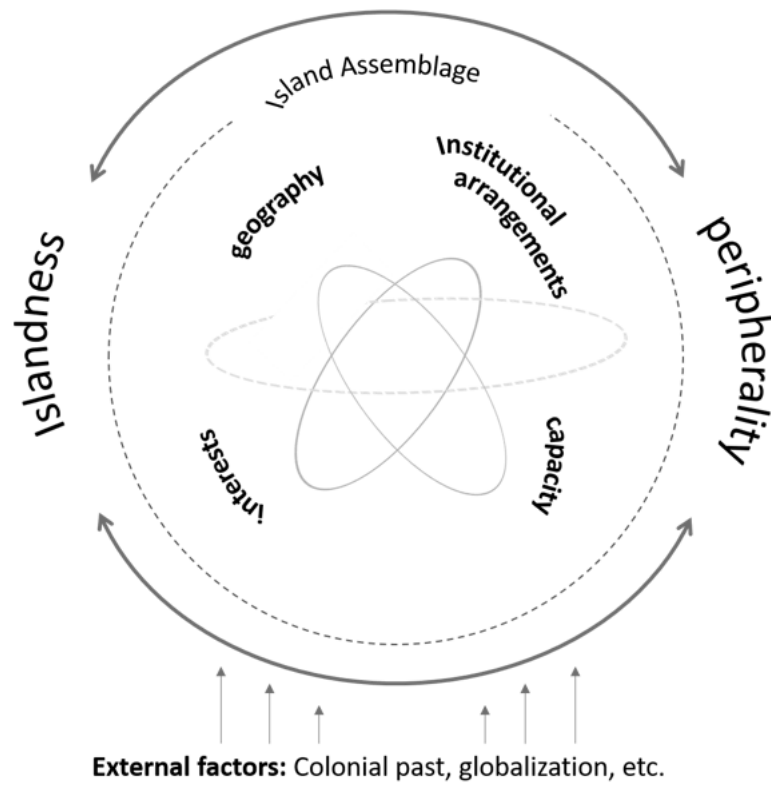 Island Assemblage
geography
Institutional
arrangements
Islandness
peripherality
interests
capacity
External factors: Colonial past, globalization, etc.